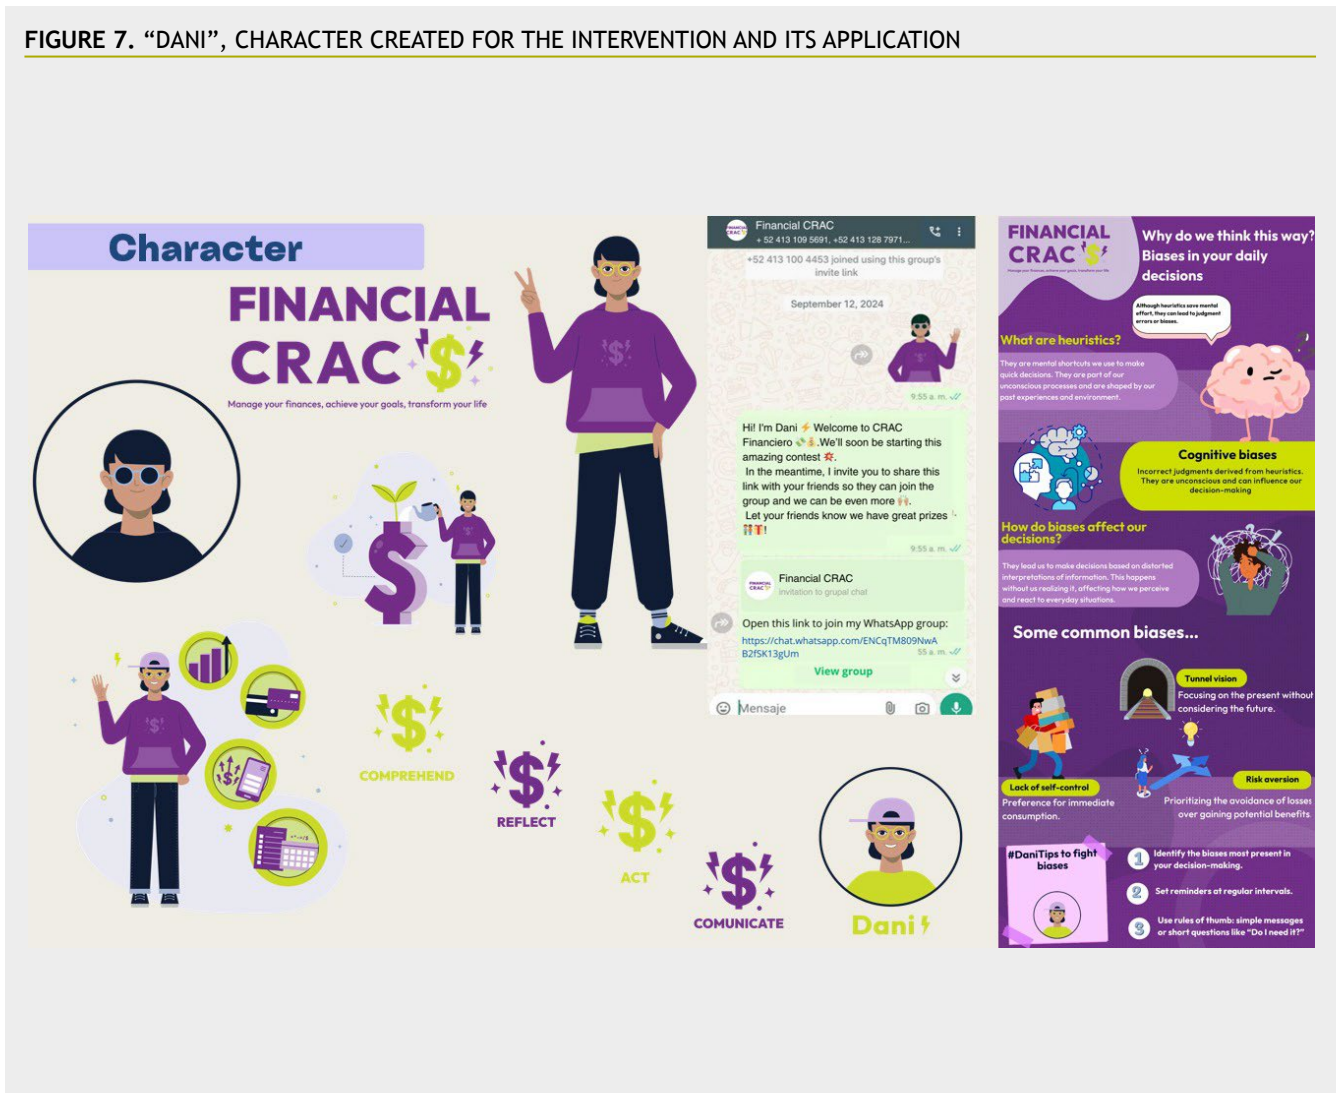 FIGURE 7. “DANI”, CHARACTER CREATED FOR THE INTERVENTION AND ITS APPLICATION
Character
FINANCIAL
CRAC $
Manage your finances, achieve your goals, transform your life
COMPREHEND
REFLECT
ACT
COMUNICATE
Dani
Financial CRAC
+ 52 413 109 5691, +52 413 128 7971...
+52 413 100 4453 joined using this group's
invite link
September 12, 2024
9:55 a. m.
Hi! I'm Dani ⚡ Welcome to CRAC
Financiero 💸💰.We'll soon be starting this
amazing contest 💥.
In the meantime, I invite you to share this
link with your friends so they can join the
group and we can be even more 🙌🏻.
Let your friends know we have great prizes
!
9:55 a. m.
FINANCIAL
CRAC
Financial CRAC
Invitation to grupal chat
Open this link to join my WhatsApp group:
https://chat.whatsapp.com/ENCqTM809NwA
B2fSK13gUm
55 a. m.
View group
Mensaje
FINANCIAL
CRAC $
Manage your finances, achieve your goals, transform your life
Why do we think this way?
Biases in your daily
decisions
Although heuristics save mental
effort, they can lead to judgment
errors or biases.
What are heuristics?
They are mental shortcuts we use to make
quick decisions. They are part of our
unconscious processes and are shaped by our
past experiences and environment.
Cognitive biases
Incorrect judgments derived from heuristics.
They are unconscious and can influence our
decision-making
How do biases affect our
decisions?
They lead us to make decisions based on distorted
interpretations of information. This happens
without us realizing it, affecting how we perceive
and react to everyday situations.
Some common biases...
Tunnel vision
Focusing on the present without
considering the future.
Lack of self-control
Preference for immediate
consumption.
Risk aversion
Prioritizing the avoidance of losses
over gaining potential benefits
#DaniTips to fight
biases
1 Identify the biases most present in
your decision-making.
2 Set reminders at regular intervals.
3 Use rules of thumb: simple messages
or short questions like “Do I need it?”